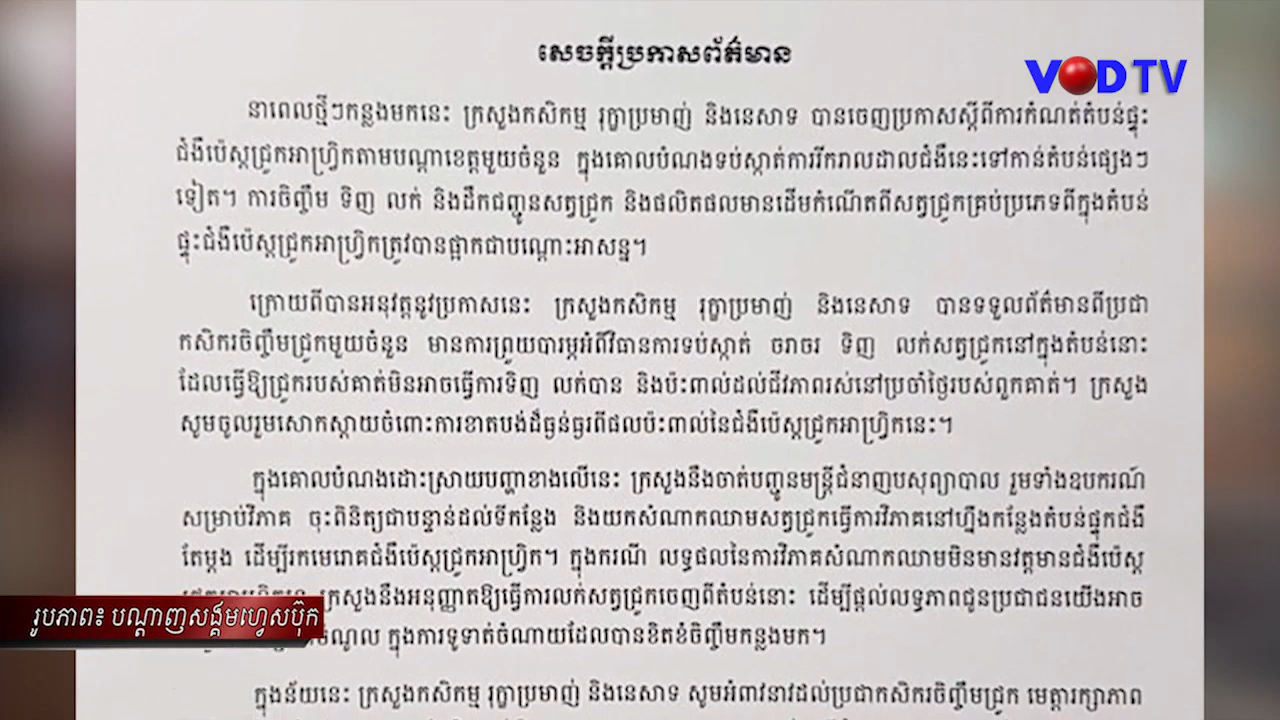 សេចក្តីប្រកាសព័ត៌មាន
VOD TV
នាពេលថ្មីៗកន្លងមកនេះ ក្រសួងកសិកម្ម រុក្ខាប្រមាញ់ និងនេសាទ បានចេញប្រកាសស្តីពីការកំណត់តំបន់ផ្ទុះ
ជំងឺប៉េស្តជ្រូកអាហ្វ្រិកតាមបណ្តាខេត្តមួយចំនួន ក្នុងគោលបំណងទប់ស្កាត់ការរីករាលដាលជំងឺនេះទៅកាន់តំបន់ផ្សេងៗ
ទៀត។ ការចិញ្ចឹម ទិញ លក់ និងដឹកជញ្ជូនសត្វជ្រូក និងផលិតផលមានដើមកំណើតពីសត្វជ្រូកគ្រប់ប្រភេទពីក្នុងតំបន់
ផ្ទុះជំងឺប៉េស្តជ្រូកអាហ្វ្រិកត្រូវបានផ្អាកជាបណ្តោះអាសន្ន។
ក្រោយពីបានអនុវត្តនូវប្រកាសនេះ ក្រសួងកសិកម្ម រុក្ខាប្រមាញ់ និងនេសាទ បានទទួលព័ត៌មានពីប្រជា
កសិករចិញ្ចឹមជ្រូកមួយចំនួន មានការព្រួយបារម្ភអំពីវិធានការទប់ស្កាត់ ចរាចរ ទិញ លក់សត្វជ្រូកនៅក្នុងតំបន់នោះ
ដែលធ្វើឱ្យជ្រូករបស់គាត់មិនអាចធ្វើការទិញ លក់បាន និងប៉ះពាល់ដល់ជីវភាពរស់នៅប្រចាំថ្ងៃរបស់ពួកគាត់។ ក្រសួង
សូមចូលរួមសោកស្តាយចំពោះការខាតបង់ដ៏ធ្ងន់ធ្ងរពីផលប៉ះពាល់នៃជំងឺប៉េស្តជ្រូកអាហ្វ្រិកនេះ។
ក្នុងគោលបំណងដោះស្រាយបញ្ហាខាងលើនេះ ក្រសួងនឹងចាត់បញ្ជូនមន្ត្រីជំនាញបសុព្យាបាល រួមទាំងឧបករណ៍
សម្រាប់វិភាគ ចុះពិនិត្យជាបន្ទាន់ដល់ទីកន្លែង និងយកសំណាកឈាមសត្វជ្រូកធ្វើការវិភាគនៅហ្នឹងកន្លែងតំបន់ផ្ទុកជំងឺ
តែម្តង ដើម្បីរកមេរោគជំងឺប៉េស្តជ្រូកអាហ្វ្រិក។ ក្នុងករណី លទ្ធផលនៃការវិភាគសំណាកឈាមមិនមានវត្តមានជំងឺប៉េស្ត
ក្រសួងនឹងអនុញ្ញាតឱ្យធ្វើការលក់សត្វជ្រូកចេញពីតំបន់នោះ ដើម្បីផ្តល់លទ្ធភាពជូនប្រជាជនយើងអាច
ចំណូល ក្នុងការទូទាត់ចំណាយដែលបានខិតខំចិញ្ចឹមកន្លងមក។
រូបភាព៖ បណ្តាញសង្គមហ្វេសប៊ុក
ក្នុងន័យនេះ ក្រសួងកសិកម្ម រុក្ខាប្រមាញ់ និងនេសាទ សូមអំពាវនាវដល់ប្រជាកសិករចិញ្ចឹមជ្រូក មេត្តារក្សាភាព